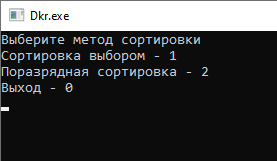 Dkr.exe
Выберите метод сортировки
Сортировка выбором - 1
Поразрядная сортировка - 2
Выход - 0